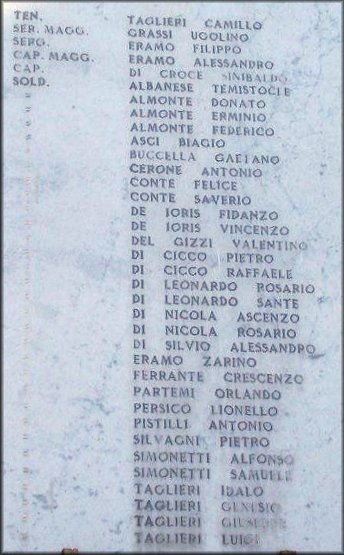 TEN. TAGLIERI CAMILLO
SER. MAGG. GRASSI UGOLINO
SERG. ERAMO FILIPPO
CAP. MAGG. ERAMO ALESSANDRO
CAP. DI CROCE SINIBALDO
SOLD. ALBANESE TEMISTOCLE
" ALMONTE DONATO
" ALMONTE ERMINIO
" ALMONTE FEDERICO
" ASCI BIAGIO
" BUCCELLA GAETANO
" CERONE ANTONIO
" CONTE FELICE
" CONTE SAVERIO
" DE IORIS FIDANZO
" DE IORIS VINCENZO
" DEL GIZZI VALENTINO
" DI CICCO PIETRO
" DI CICCO RAFFAELE
" DI LEONARDO ROSARIO
" DI LEONARDO SANTE
" DI NICOLA ASCENZO
" DI NICOLA ROSARIO
" DI SILVIO ALESSANDRO
" ERAMO ZARINO
" FERRANTE CRESCENZO
" PARTEMI ORLANDO
" PERSICO LIONELLO
" PISTILLI ANTONIO
" SILVAGNI PIETRO
" SIMONETTI ALFONSO
" SIMONETTI SAMUELE
" TAGLIERI IDALO
" TAGLIERI GENESIO
" TAGLIERI GIUSEPPE
" TAGLIERI LUIGI